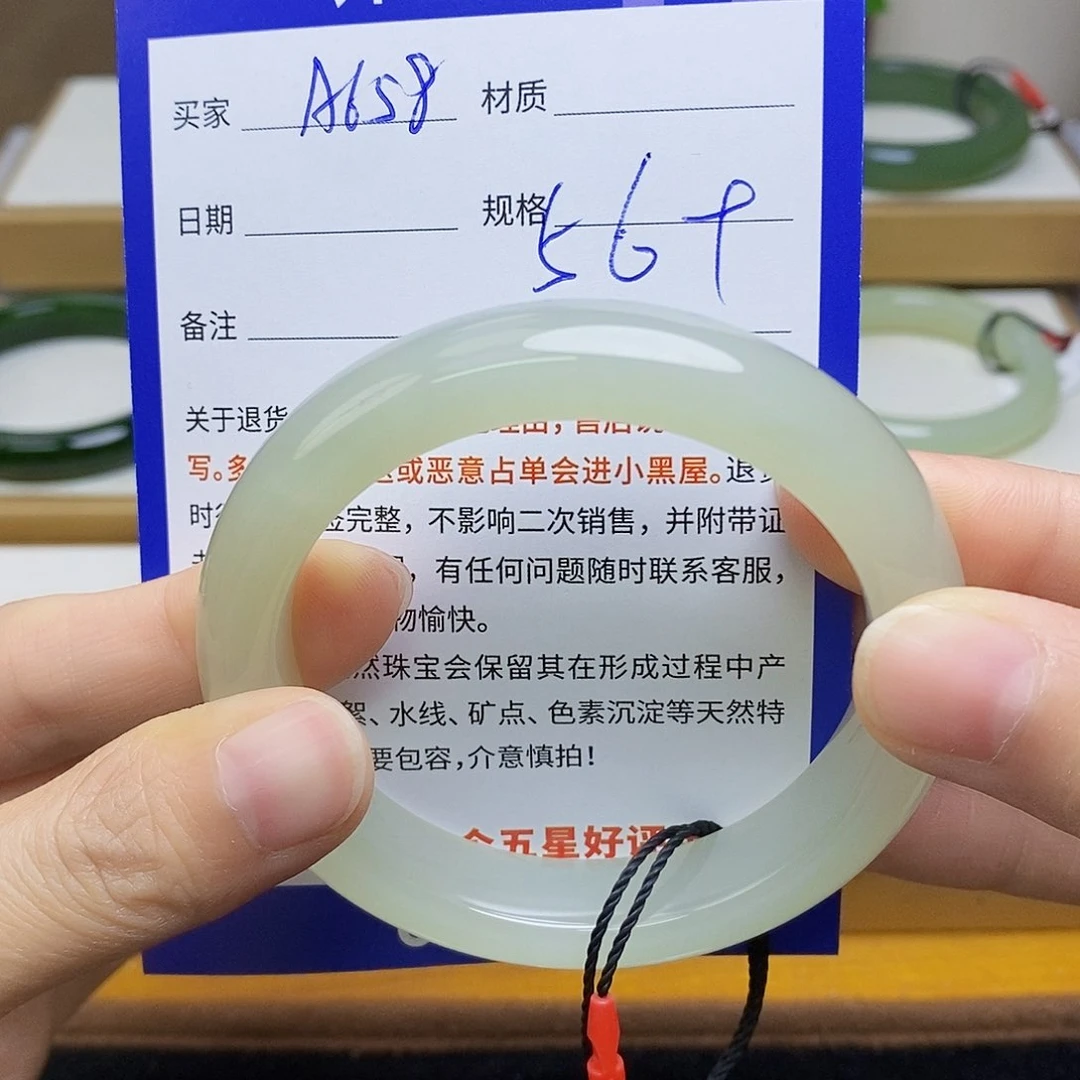 买家 A658 材质
日期 规格 569
备注
关于退货
写。多 或恶意占单会进小黑屋。退
时 签完整，不影响二次销售，并附带证
，有任何问题随时联系客服，
物愉快。
然珠宝会保留其在形成过程中产
絮、水线、矿点、色素沉淀等天然特
要包容，介意慎拍！
五星好评